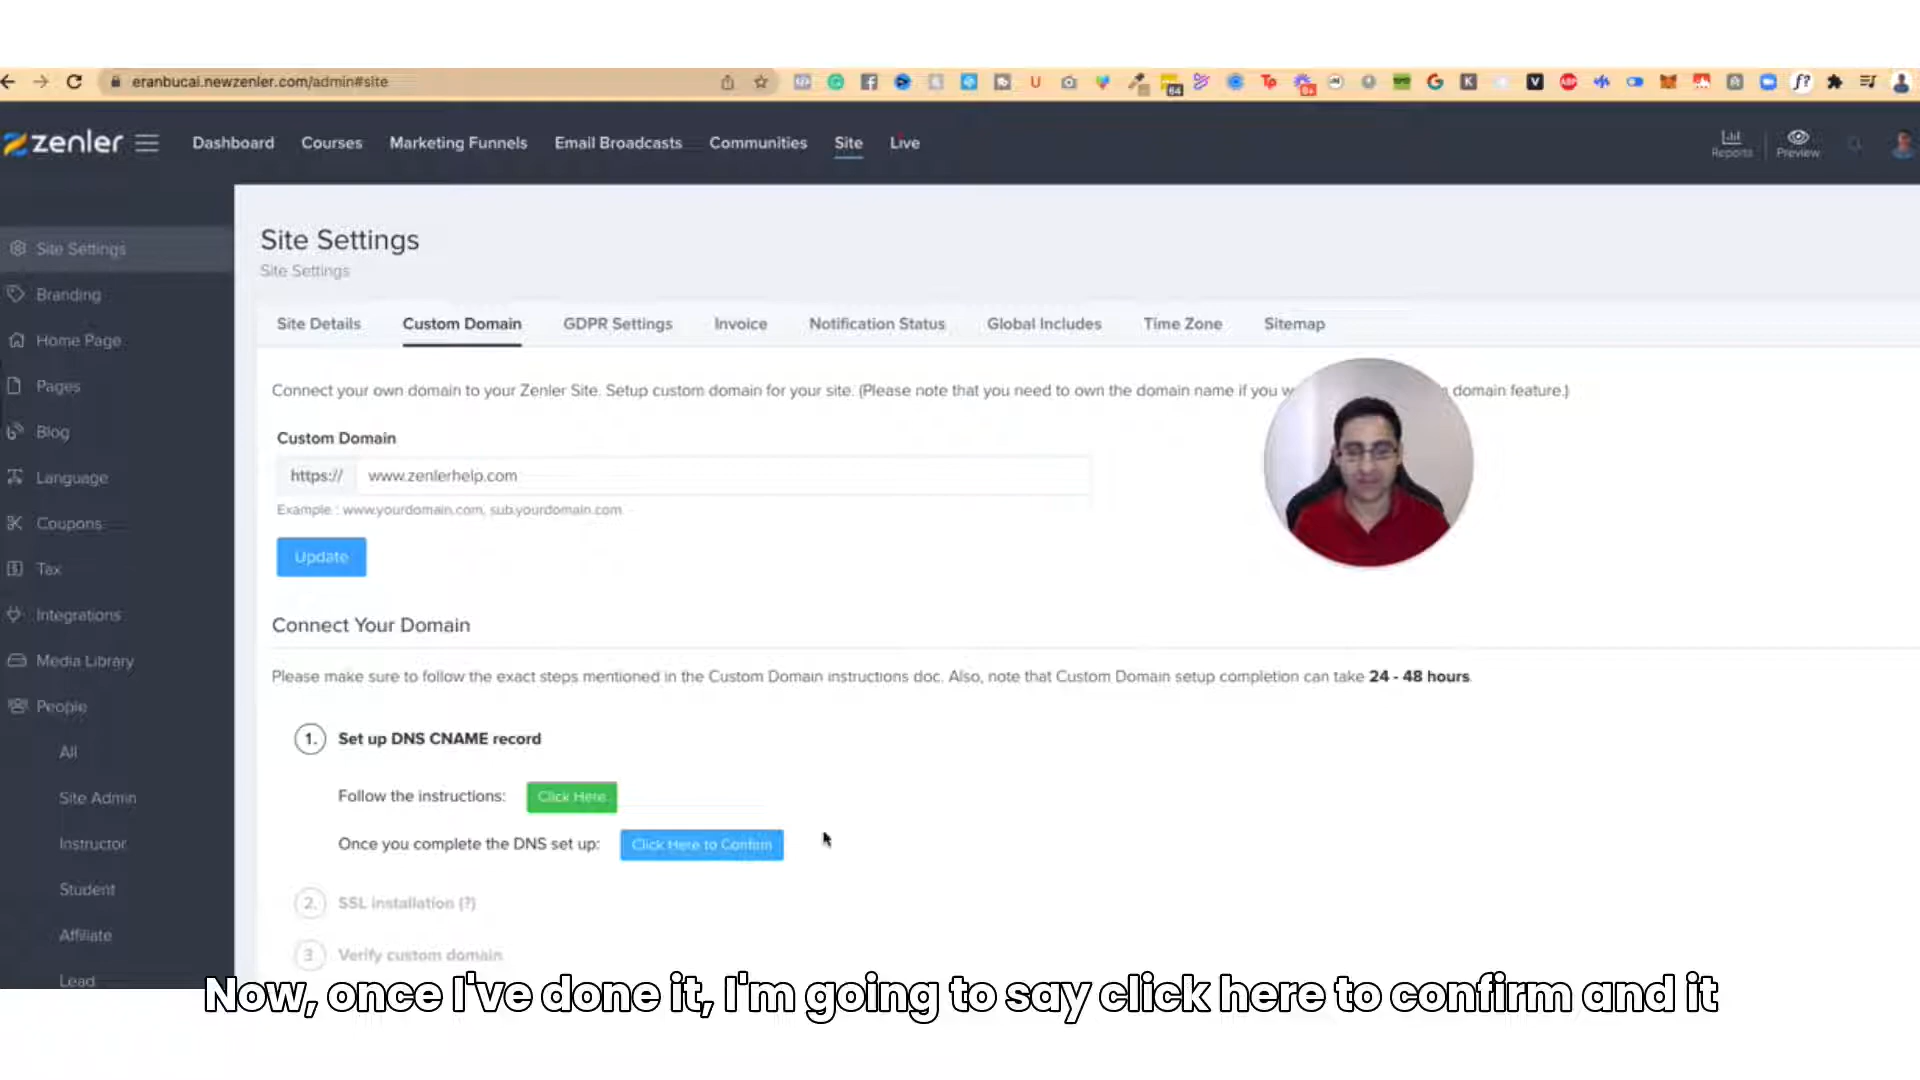 eranbucai.newzenler.com/admin#site
64
zenler
Dashboard
Courses
Marketing Funnels
Email Broadcasts
Communities
Site
Live
Reports
Preview
Site Settings
Branding
Home Page
Pages
Blog
Language
Coupons
Tax
Integrations
Media Library
People
All
Site Admin
Instructor
Student
Affiliate
Lead
Site Settings
Site Settings
Site Details
Custom Domain
GDPR Settings
Invoice
Notification Status
Global Includes
Time Zone
Sitemap
Connect your own domain to your Zenler Site. Setup custom domain for your site. (Please note that you need to own the domain name if you w domain feature.)
Custom Domain
https:// www.zenlerhelp.com
Example : www.yourdomain.com, sub.yourdomain.com
Update
Connect Your Domain
Please make sure to follow the exact steps mentioned in the Custom Domain instructions doc. Also, note that Custom Domain setup completion can take 24 - 48 hours.
1. Set up DNS CNAME record
Follow the instructions: Click Here
Once you complete the DNS set up: Click Here to Confirm
2. SSL installation (?)
3 Verify custom domain
Now, once I've done it, I'm going to say click here to confirm and it